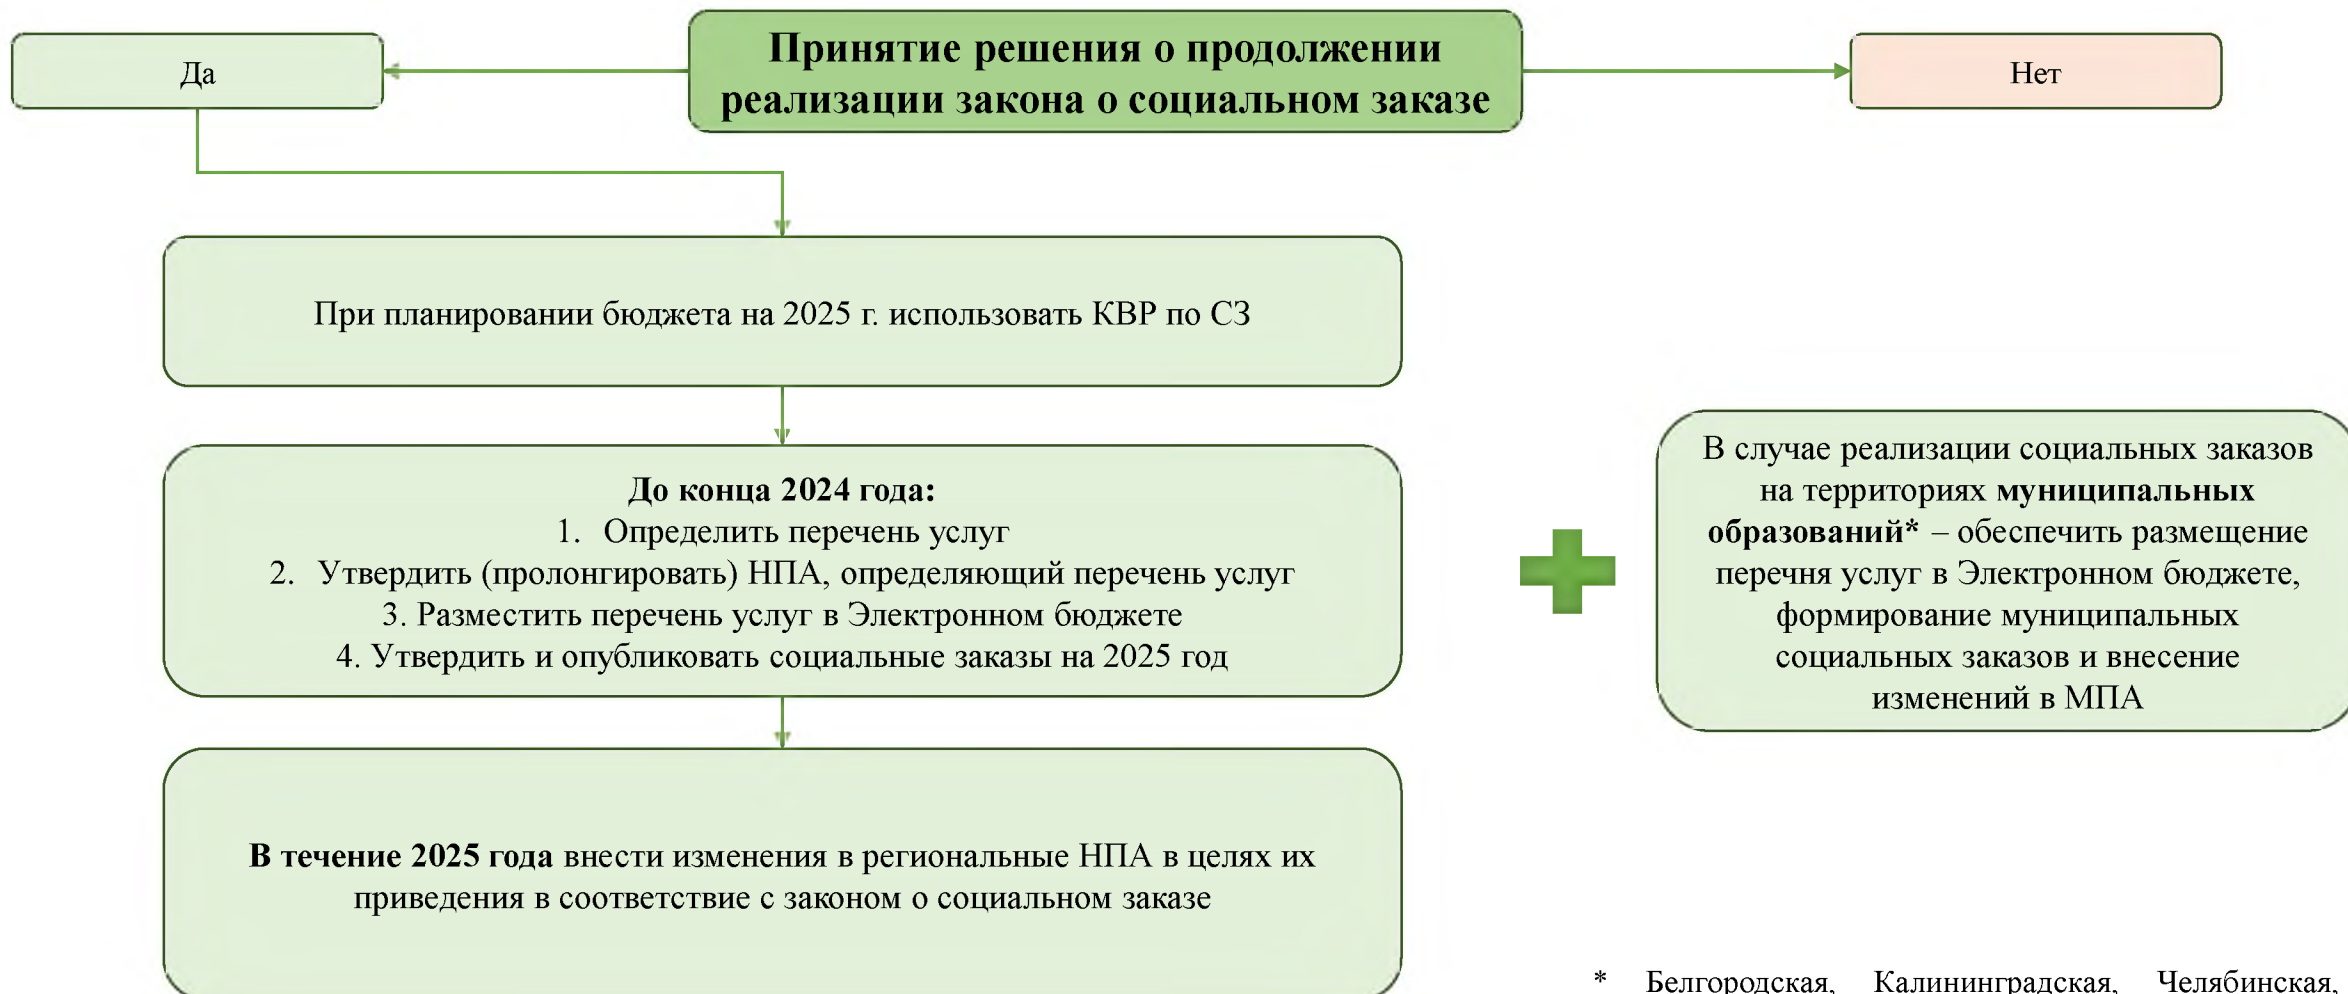 Принятие решения о продолжении
реализации закона о социальном заказе
Да
Нет
При планировании бюджета на 2025 г. использовать КВР по СЗ
До конца 2024 года:
1. Определить перечень услуг
2. Утвердить (пролонгировать) НПА, определяющий перечень услуг
3. Разместить перечень услуг в Электронном бюджете
4. Утвердить и опубликовать социальные заказы на 2025 год
В случае реализации социальных заказов
на территориях муниципальных
образований* – обеспечить размещение
перечня услуг в Электронном бюджете,
формирование муниципальных
социальных заказов и внесение
изменений в МПА
В течение 2025 года внести изменения в региональные НПА в целях их
приведения в соответствие с законом о социальном заказе
* Белгородская, Калининградская, Челябинская,